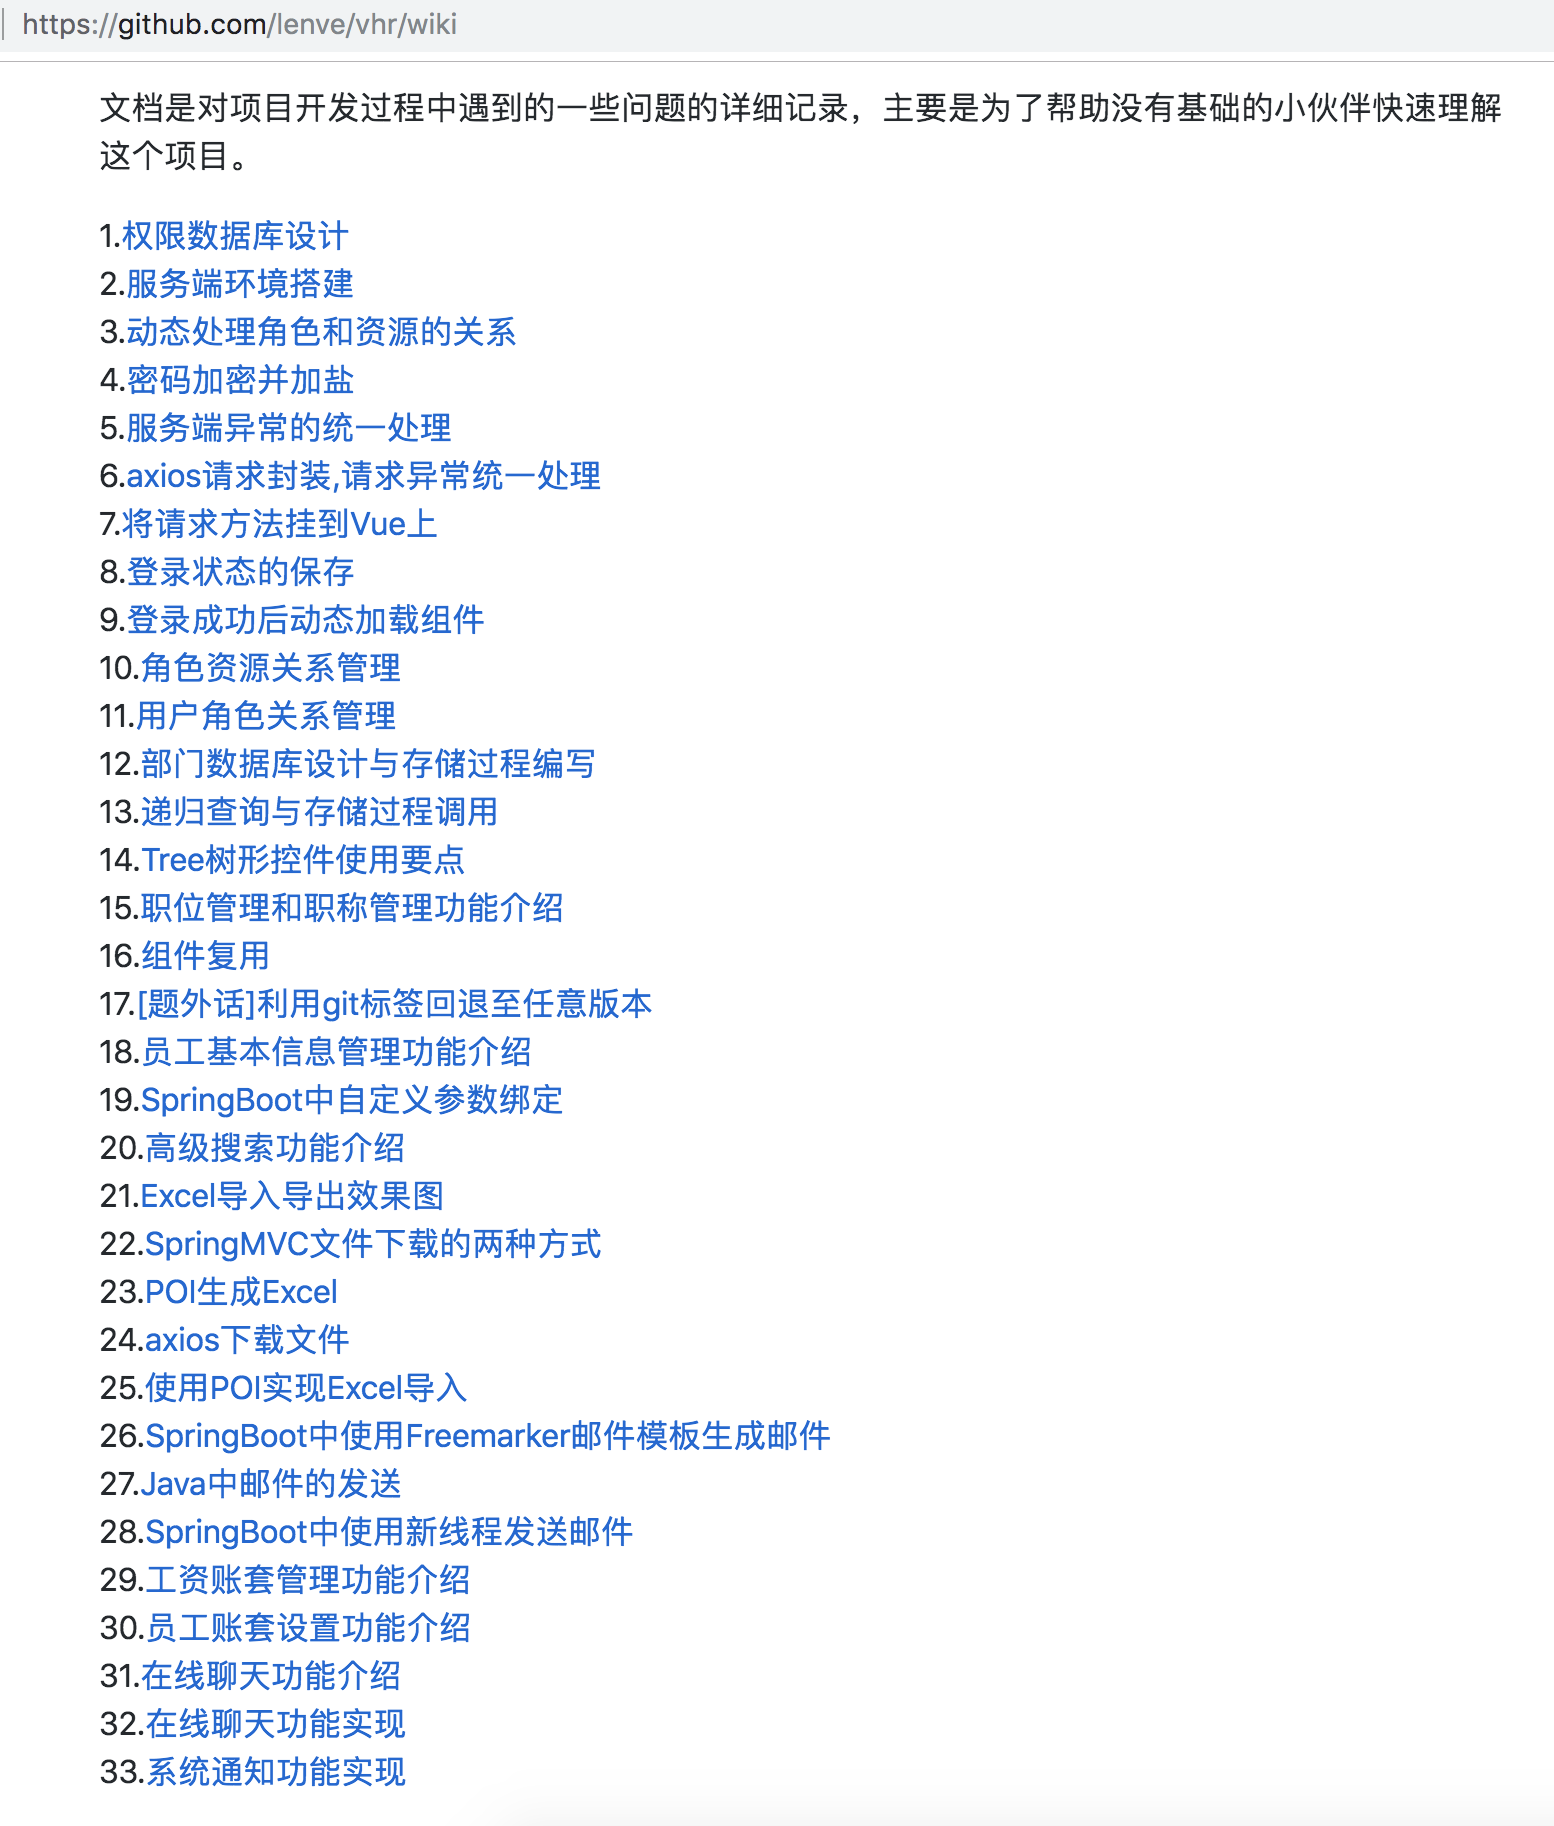 https://github.com/lenve/vhr/wiki
文档是对项目开发过程中遇到的一些问题的详细记录，主要是为了帮助没有基础的小伙伴快速理解
这个项目。
1.权限数据库设计
2.服务端环境搭建
3.动态处理角色和资源的关系
4.密码加密并加盐
5.服务端异常的统一处理
6.axios请求封装,请求异常统一处理
7.将请求方法挂到Vue上
8.登录状态的保存
9.登录成功后动态加载组件
10.角色资源关系管理
11.用户角色关系管理
12.部门数据库设计与存储过程编写
13.递归查询与存储过程调用
14.Tree树形控件使用要点
15.职位管理和职称管理功能介绍
16.组件复用
17.[题外话]利用git标签回退至任意版本
18.员工基本信息管理功能介绍
19.SpringBoot中自定义参数绑定
20.高级搜索功能介绍
21.Excel导入导出效果图
22.SpringMVC文件下载的两种方式
23.POI生成Excel
24.axios下载文件
25.使用POI实现Excel导入
26.SpringBoot中使用Freemarker邮件模板生成邮件
27.Java中邮件的发送
28.SpringBoot中使用新线程发送邮件
29.工资账套管理功能介绍
30.员工账套设置功能介绍
31.在线聊天功能介绍
32.在线聊天功能实现
33.系统通知功能实现